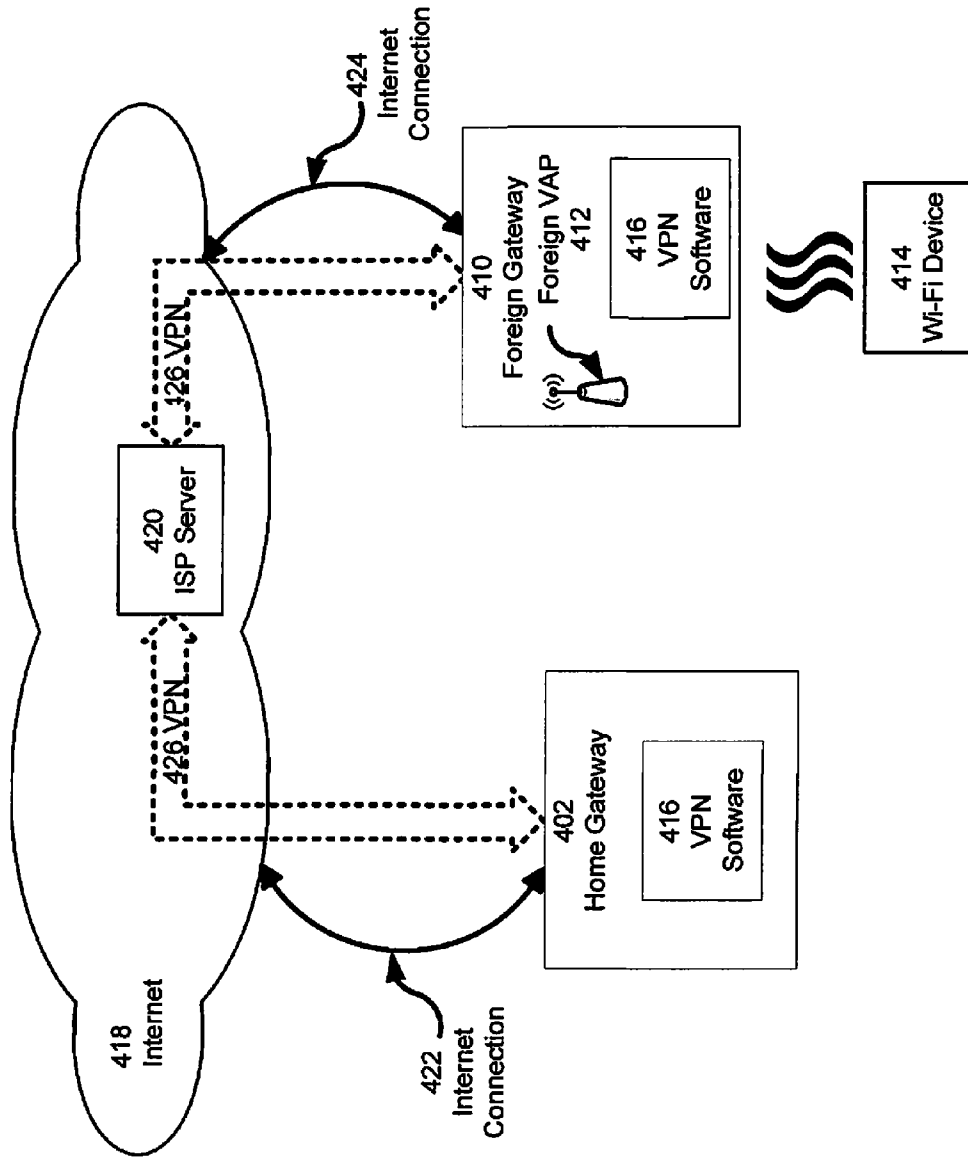 418
Internet
426 VPN
420
ISP Server
426 VPN
424
Internet
Connection
422
Internet
Connection
402
Home Gateway
416
VPN
Software
410
Foreign Gateway
Foreign VAP
412
416
VPN
Software
414
Wi-Fi Device